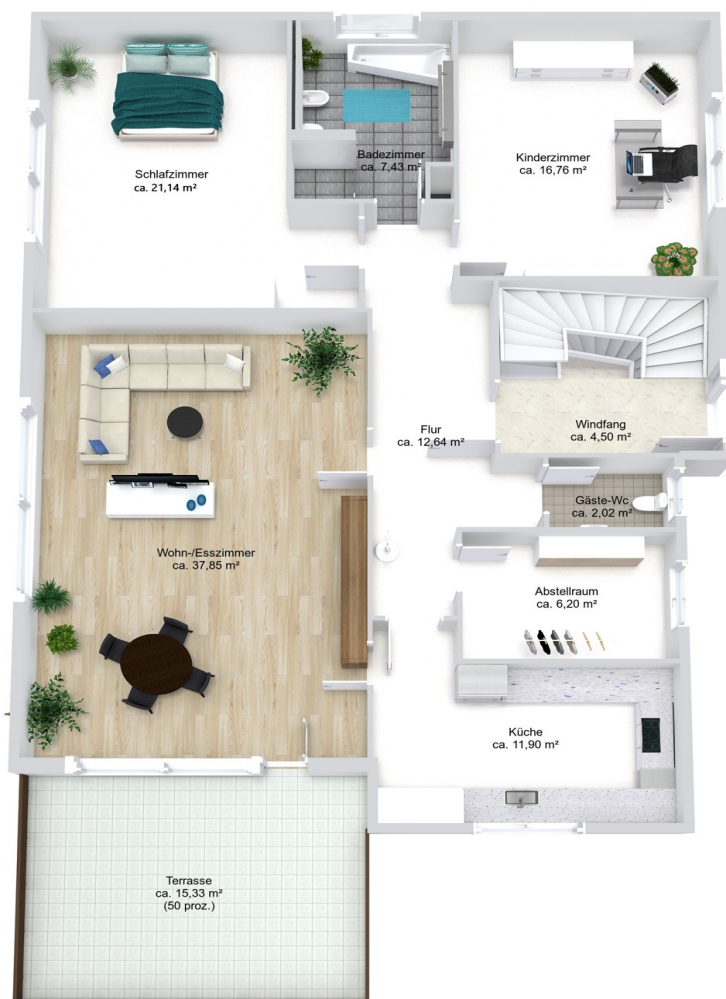 Schlafzimmer
ca. 21,14 m²
Badezimmer
ca. 7,43 m²
Kinderzimmer
ca. 16,76 m²
Flur
ca. 12,64 m²
Windfang
ca. 4,50 m²
Gäste-Wc
ca. 2,02 m²
Wohn-/Esszimmer
ca. 37,85 m²
Abstellraum
ca. 6,20 m²
Küche
ca. 11,90 m²
Terrasse
ca. 15,33 m²
(50 proz.)